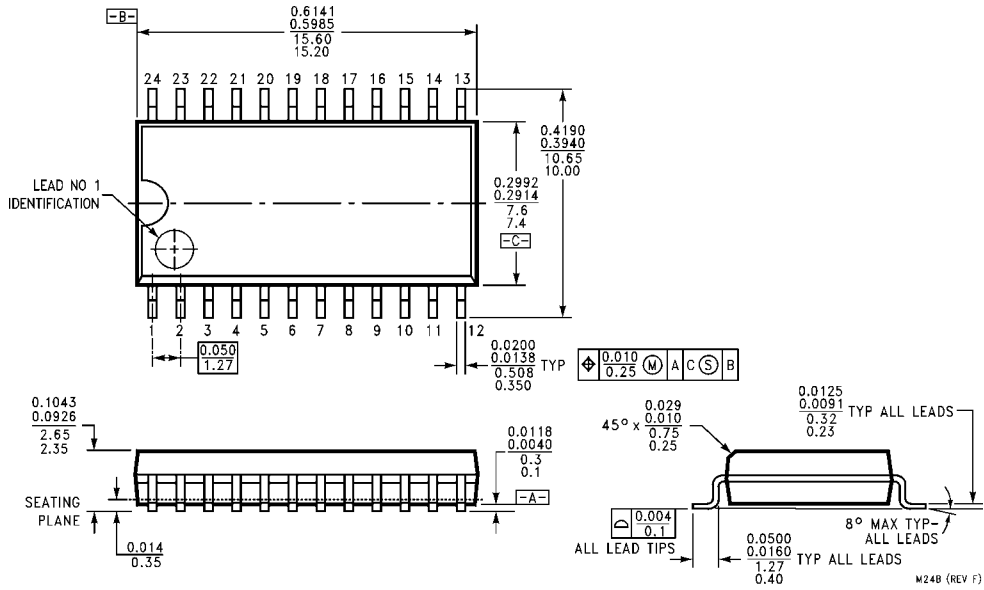 -B-
0.6141
0.5985
15.60
15.20
24 23 22 21 20 19 18 17 16 15 14 13
LEAD NO 1
IDENTIFICATION
0.2992
0.2914
7.6
7.4
-C-
0.4190
0.3940
10.65
10.00
1 2 3 4 5 6 7 8 9 10 11 12
0.050
1.27
0.0200
0.0138
0.508
0.350
TYP
0.010
0.25
M A C S B
0.1043
0.0926
2.65
2.35
SEATING
PLANE
0.014
0.35
0.0118
0.0040
0.3
0.1
-A-
45° x
0.029
0.010
0.75
0.25
0.0125
0.0091
0.32
0.23
TYP ALL LEADS
0.004
0.1
ALL LEAD TIPS
0.0500
0.0160
1.27
0.40
TYP ALL LEADS
8° MAX TYP-
ALL LEADS
M24B (REV F)